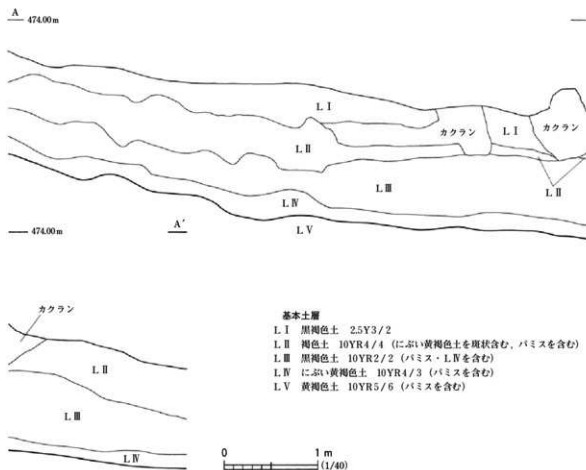 A
474.00m
L Ⅰ
カクラン
L Ⅰ
カクラン
L Ⅱ
L Ⅱ
L Ⅲ
L Ⅳ
L Ⅴ
474.00m
A′
カクラン
L Ⅱ
L Ⅲ
L Ⅳ
基本土層
L Ⅰ 黒褐色土 2.5Y3/2
L Ⅱ 褐色土 10YR4/4 (にぶい黄褐色土を斑状含む, パミスを含む)
L Ⅲ 黒褐色土 10YR2/2 (パミス・LⅣを含む)
L Ⅳ にぶい黄褐色土 10YR4/3 (パミスを含む)
L Ⅴ 黄褐色土 10YR5/6 (パミスを含む)
0 1 m
(1/40)